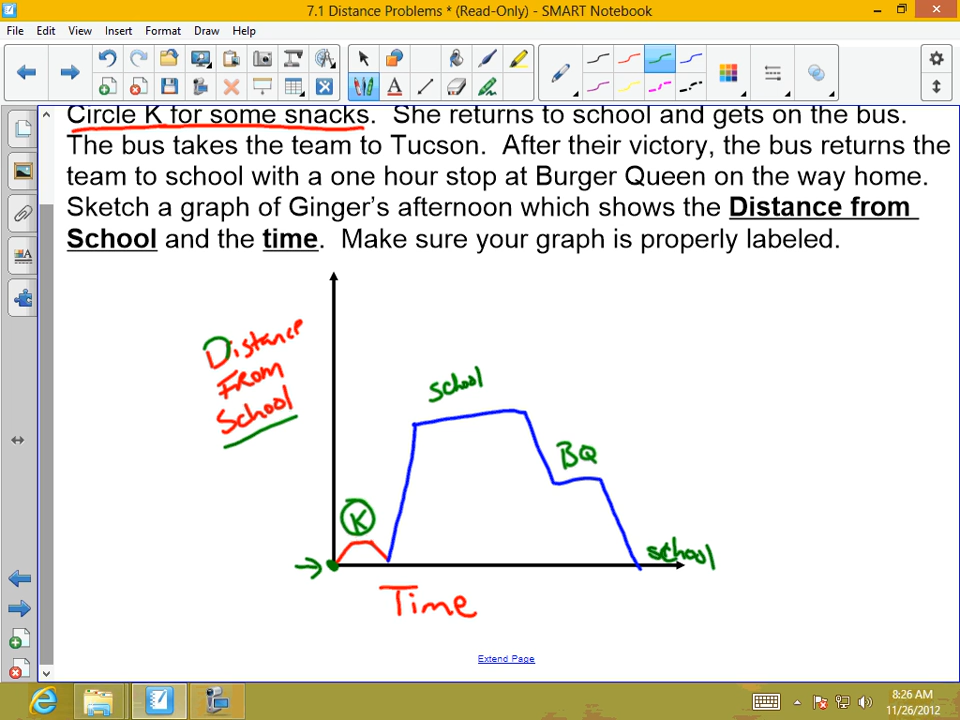 7.1 Distance Problems * (Read-Only) - SMART Notebook
File Edit View Insert Format Draw Help
Circle K for some snacks. She returns to school and gets on the bus.
The bus takes the team to Tucson. After their victory, the bus returns the
team to school with a one hour stop at Burger Queen on the way home.
Sketch a graph of Ginger's afternoon which shows the Distance from
School and the time. Make sure your graph is properly labeled.
Distance
From
School
school
BQ
K
school
Time
Extend Page
8:26 AM
11/26/2012